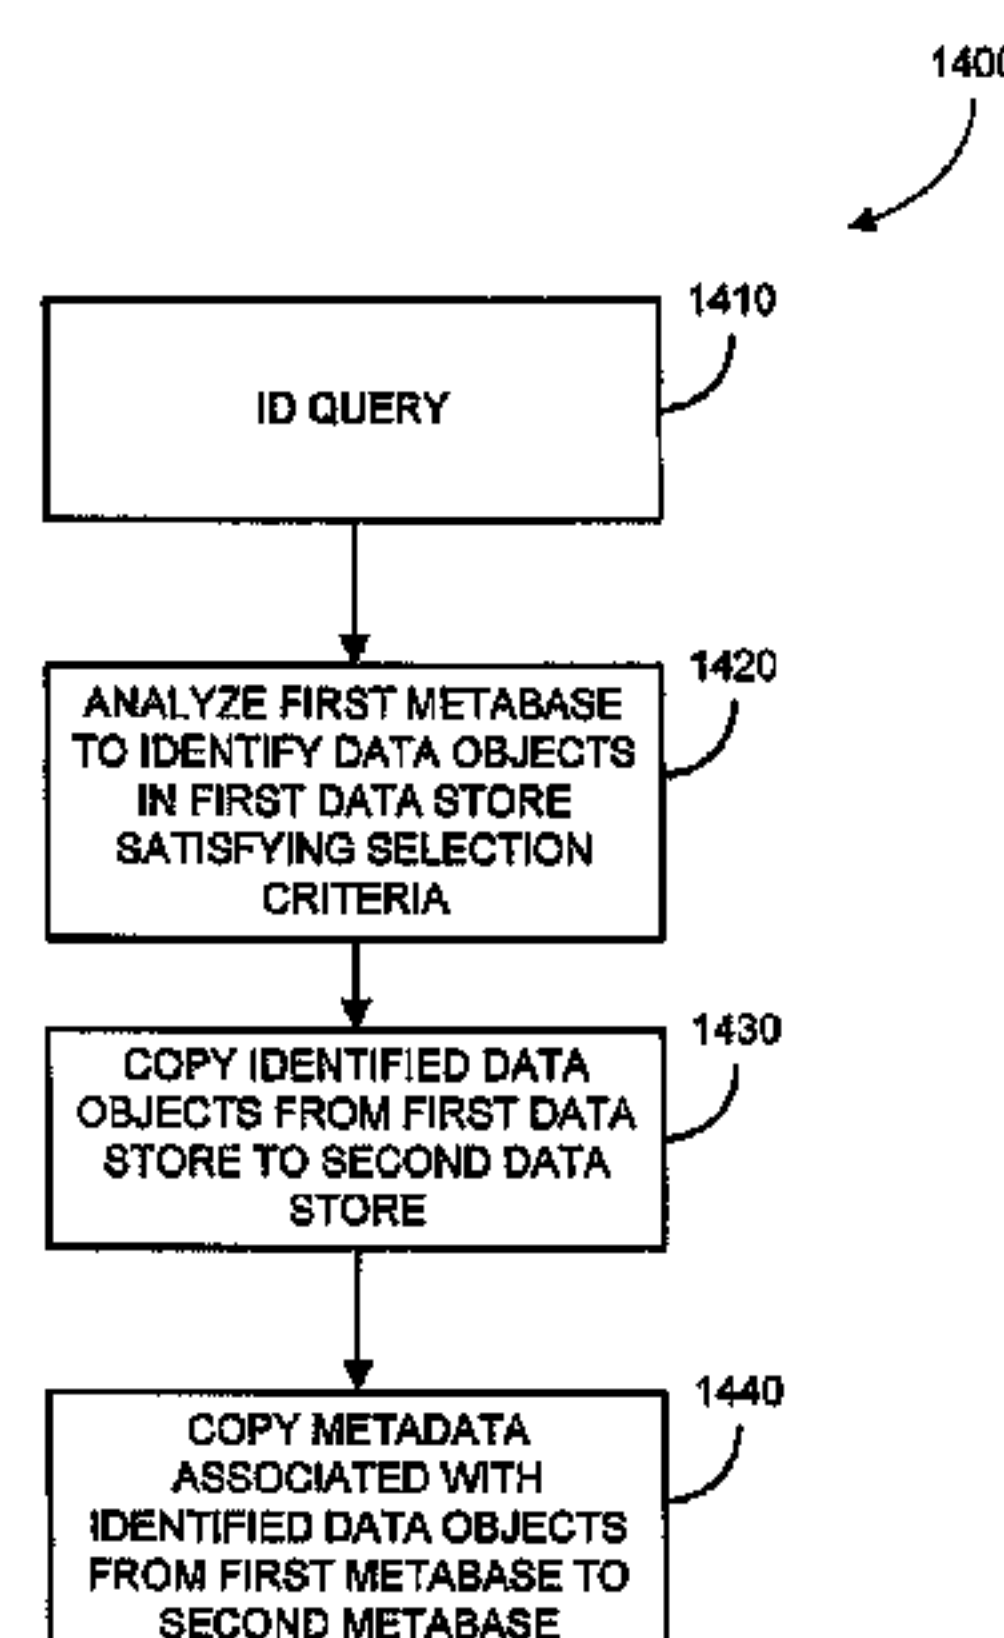 1400
1410
ID QUERY
1420
ANALYZE FIRST METABASE
TO IDENTIFY DATA OBJECTS
IN FIRST DATA STORE
SATISFYING SELECTION
CRITERIA
1430
COPY IDENTIFIED DATA
OBJECTS FROM FIRST DATA
STORE TO SECOND DATA
STORE
1440
COPY METADATA
ASSOCIATED WITH
IDENTIFIED DATA OBJECTS
FROM FIRST METABASE TO
SECOND METABASE